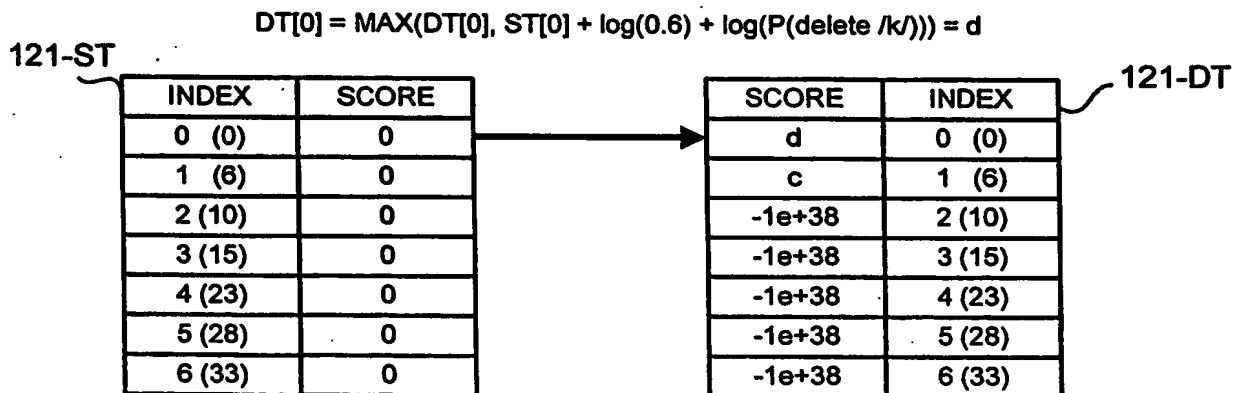 DT[0] = MAX(DT[0], ST[0] + log(0.6) + log(P(delete /k/))) = d
121-ST
121-DT
INDEX SCORE SCORE INDEX
0 (0) 0 d 0 (0)
1 (6) 0 c 1 (6)
2 (10) 0 -1e+38 2 (10)
3 (15) 0 -1e+38 3 (15)
4 (23) 0 -1e+38 4 (23)
5 (28) 0 -1e+38 5 (28)
6 (33) 0 -1e+38 6 (33)